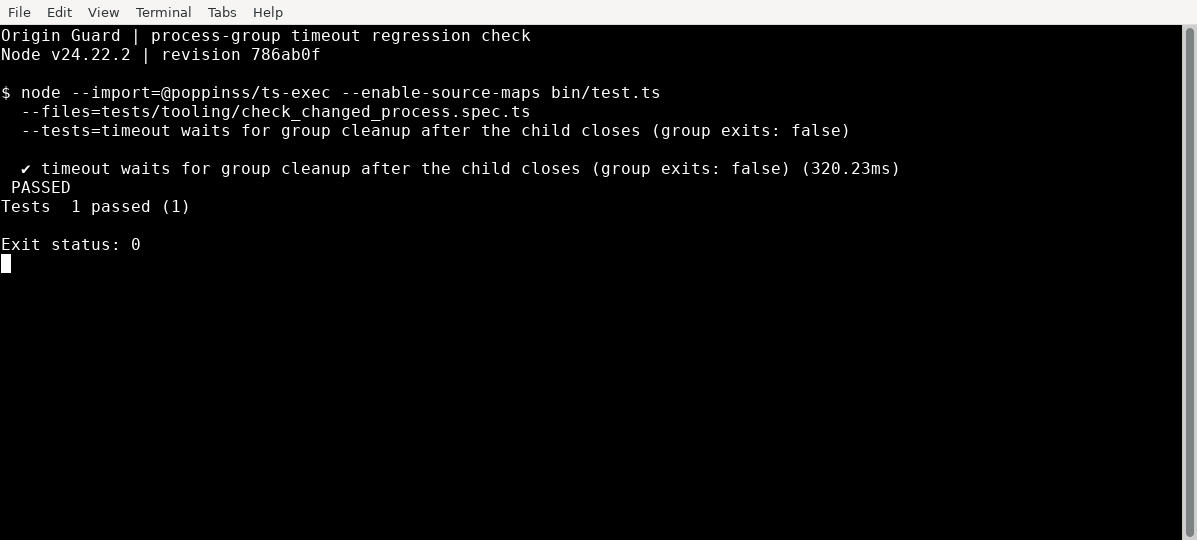 File Edit View Terminal Tabs Help
Origin Guard | process-group timeout regression check
Node v24.22.2 | revision 786ab0f
$ node --import=@poppinss/ts-exec --enable-source-maps bin/test.ts
--files=tests/tooling/check_changed_process.spec.ts
--tests=timeout waits for group cleanup after the child closes (group exits: false)
✔ timeout waits for group cleanup after the child closes (group exits: false) (320.23ms)
PASSED
Tests  1 passed (1)
Exit status: 0